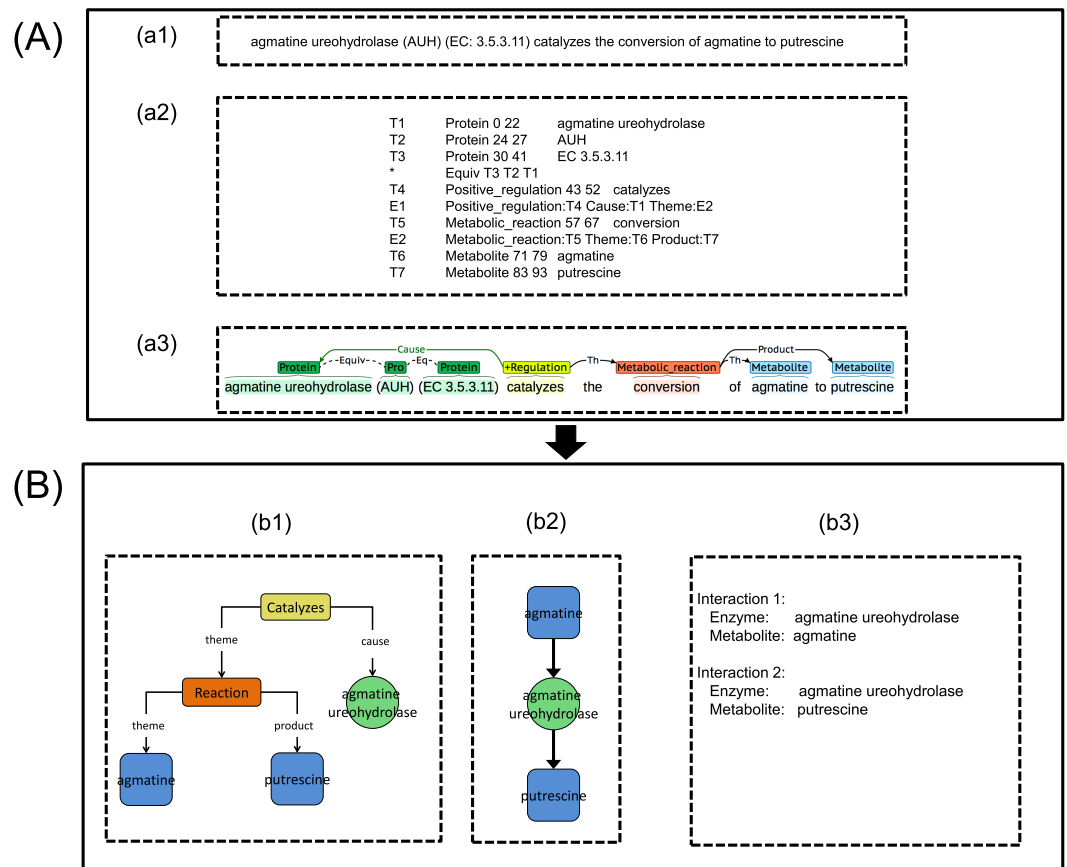 (A)
(a1)
agmatine ureohydrolase (AUH) (EC: 3.5.3.11) catalyzes the conversion of agmatine to putrescine
(a2)
T1 Protein 0 22 agmatine ureohydrolase
T2 Protein 24 27 AUH
T3 Protein 30 41 EC 3.5.3.11
* Equiv T3 T2 T1
T4 Positive_regulation 43 52 catalyzes
E1 Positive_regulation:T4 Cause:T1 Theme:E2
T5 Metabolic_reaction 57 67 conversion
E2 Metabolic_reaction:T5 Theme:T6 Product:T7
T6 Metabolite 71 79 agmatine
T7 Metabolite 83 93 putrescine
(a3)
Cause Product
Protein Equiv Pro Eq Protein +Regulation Th Metabolic_reaction Th Metabolite Metabolite
agmatine ureohydrolase (AUH) (EC 3.5.3.11) catalyzes the conversion of agmatine to putrescine
(B)
(b1)
Catalyzes
theme
cause
Reaction
agmatine
ureohydrolase
theme
product
agmatine
putrescine
(b2)
agmatine
agmatine
ureohydrolase
putrescine
(b3)
Interaction 1:
Enzyme: agmatine ureohydrolase
Metabolite: agmatine
Interaction 2:
Enzyme: agmatine ureohydrolase
Metabolite: putrescine